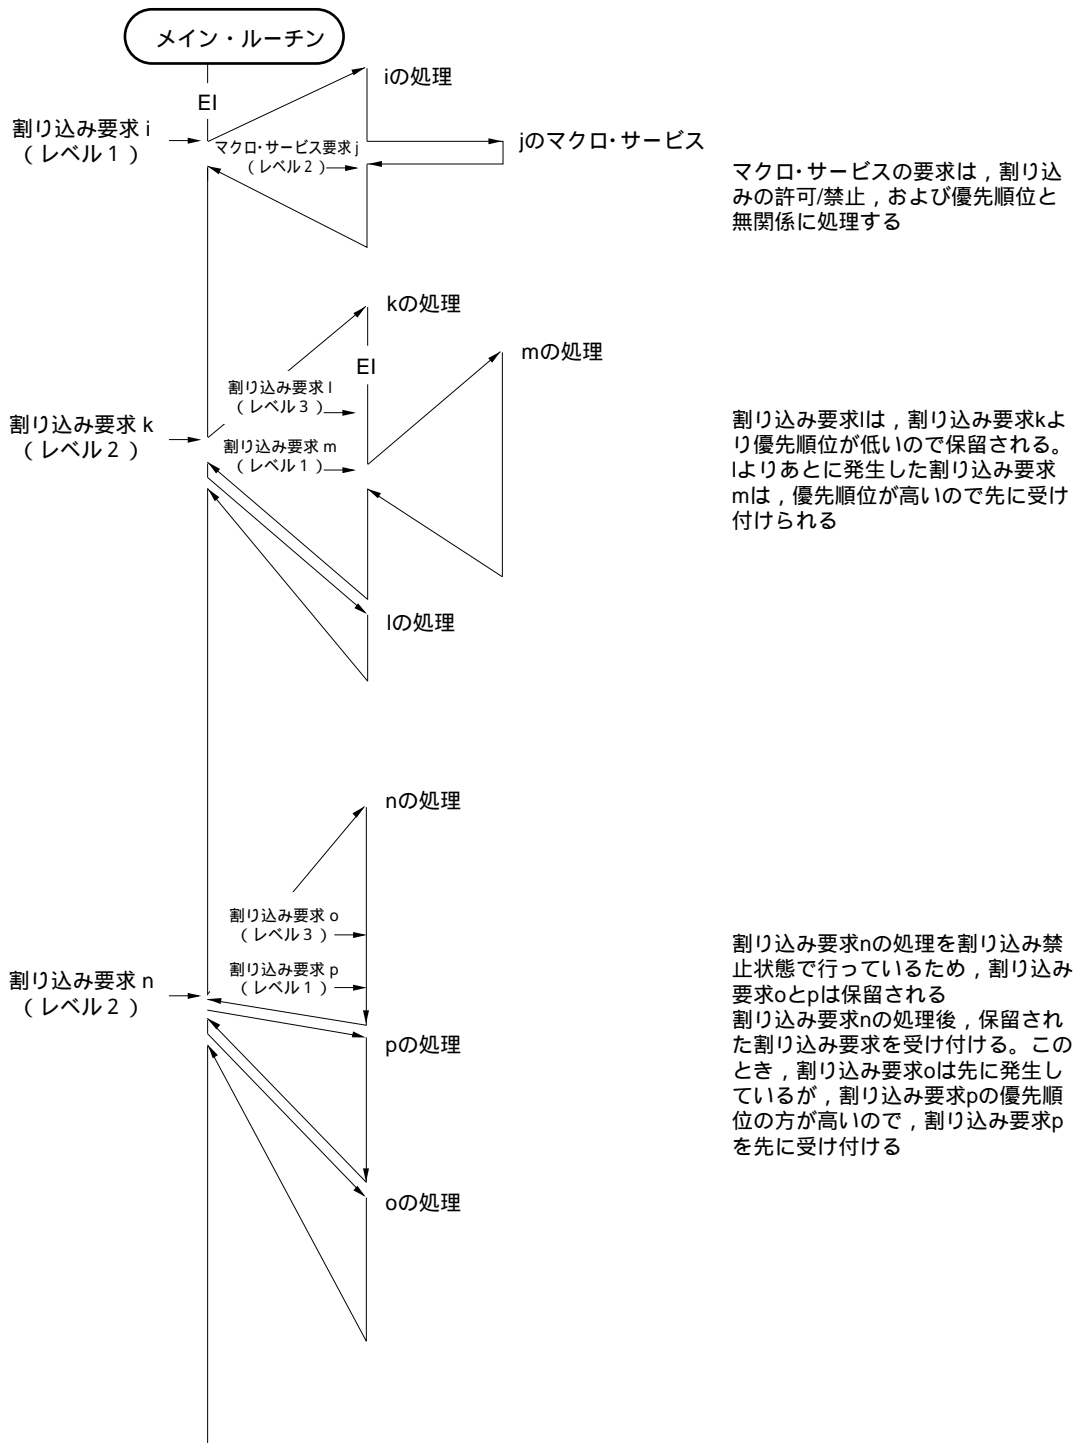 メイン・ルーチン
EI
iの処理
割り込み要求 i
（レベル１）
マクロ・サービス要求 j
（レベル２）
jのマクロ・サービス
マクロ・サービスの要求は，割り込
みの許可/禁止，および優先順位と
無関係に処理する
kの処理
EI
mの処理
割り込み要求 l
（レベル３）
割り込み要求 k
（レベル２）
割り込み要求 m
（レベル１）
割り込み要求lは，割り込み要求kよ
り優先順位が低いので保留される。
lよりあとに発生した割り込み要求
mは，優先順位が高いので先に受け
付けられる
lの処理
nの処理
割り込み要求 o
（レベル３）
割り込み要求 n
（レベル２）
割り込み要求 p
（レベル１）
割り込み要求nの処理を割り込み禁
止状態で行っているため，割り込み
要求oとpは保留される
割り込み要求nの処理後，保留され
た割り込み要求を受け付ける。この
とき，割り込み要求oは先に発生し
ているが，割り込み要求pの優先順
位の方が高いので，割り込み要求p
を先に受け付ける
pの処理
oの処理